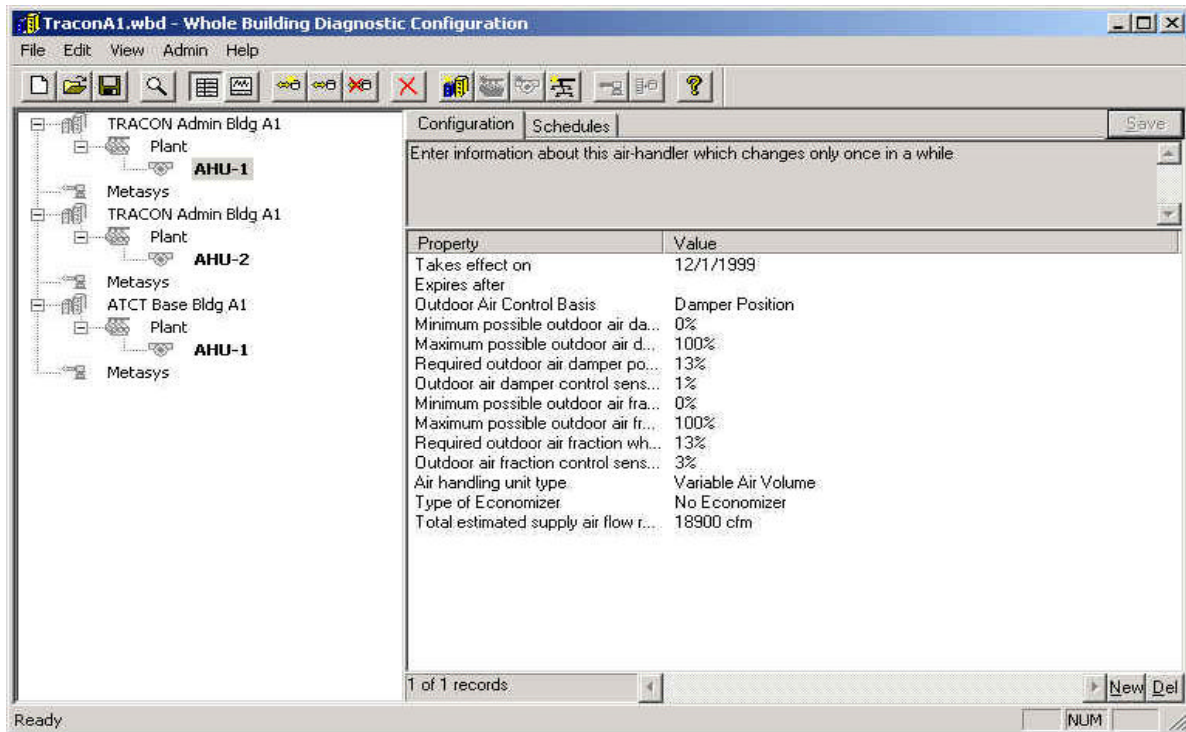 TraconA1.wbd - Whole Building Diagnostic Configuration
File Edit View Admin Help
TRACON Admin Bldg A1
Plant
AHU-1
Metasys
TRACON Admin Bldg A1
Plant
AHU-2
Metasys
ATCT Base Bldg A1
Plant
AHU-1
Metasys
Configuration Schedules Save
Enter information about this air-handler which changes only once in a while
Property Value
Takes effect on 12/1/1999
Expires after
Outdoor Air Control Basis Damper Position
Minimum possible outdoor air da... 0%
Maximum possible outdoor air d... 100%
Required outdoor air damper po... 13%
Outdoor air damper control sens... 1%
Minimum possible outdoor air fra... 0%
Maximum possible outdoor air fr... 100%
Required outdoor air fraction wh... 13%
Outdoor air fraction control sens... 3%
Air handling unit type Variable Air Volume
Type of Economizer No Economizer
Total estimated supply air flow r... 18900 cfm
1 of 1 records New Del
Ready NUM